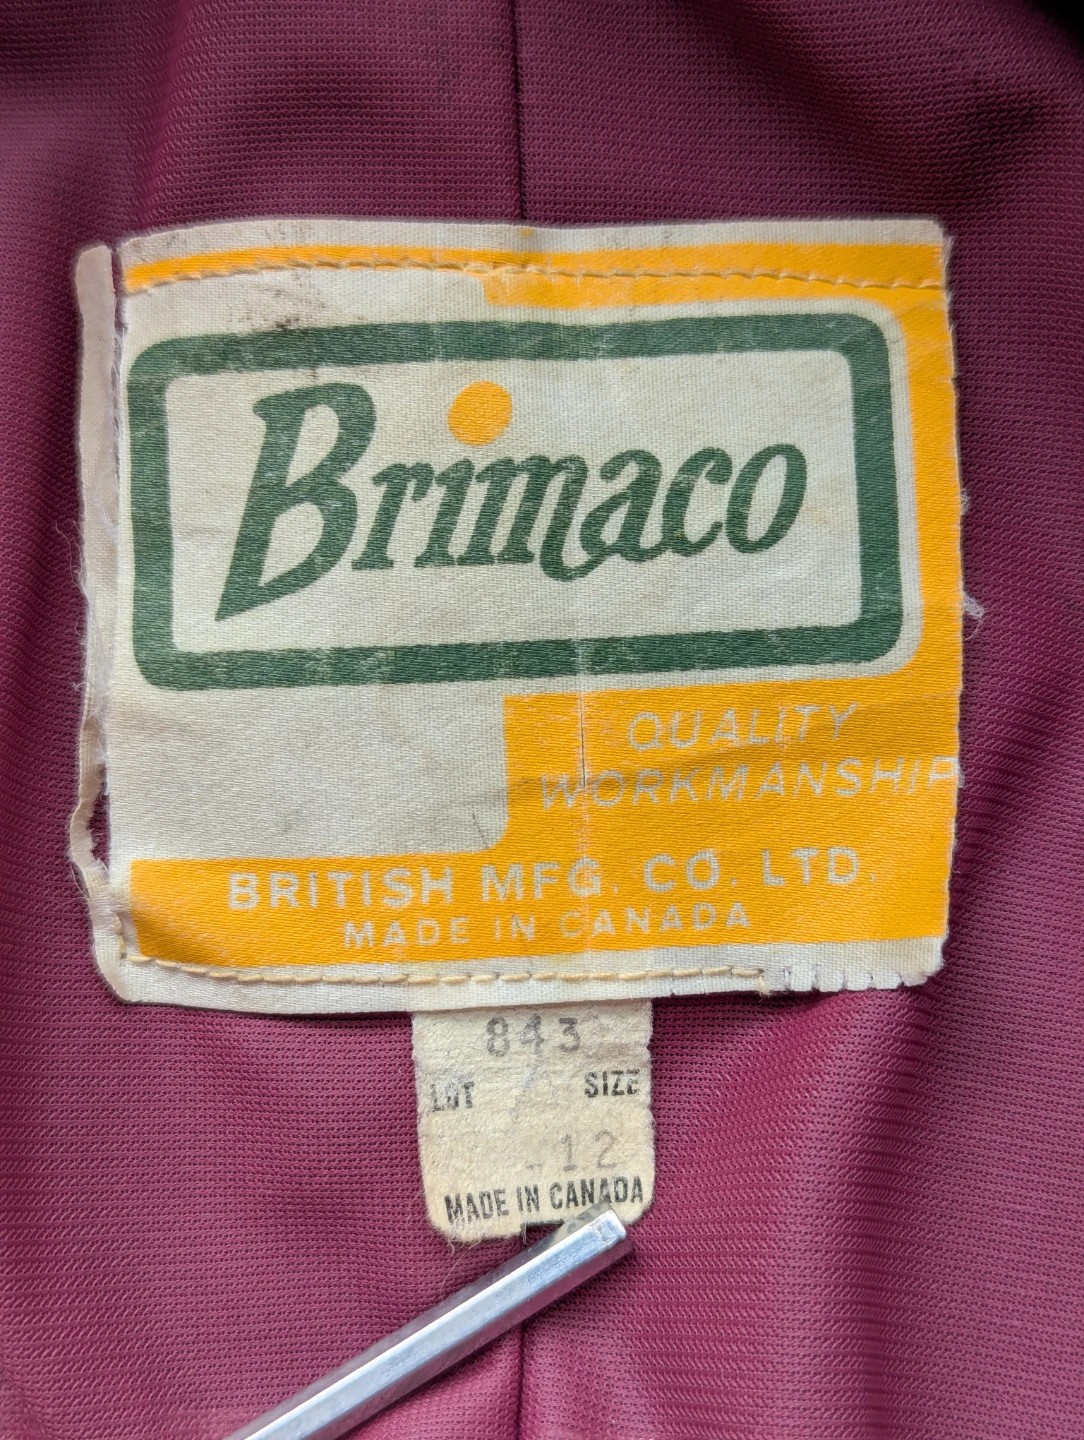 Brimaco
QUALITY
WORKMANSHIP
BRITISH MFG. CO. LTD.
MADE IN CANADA
843
LOT SIZE
12
MADE IN CANADA